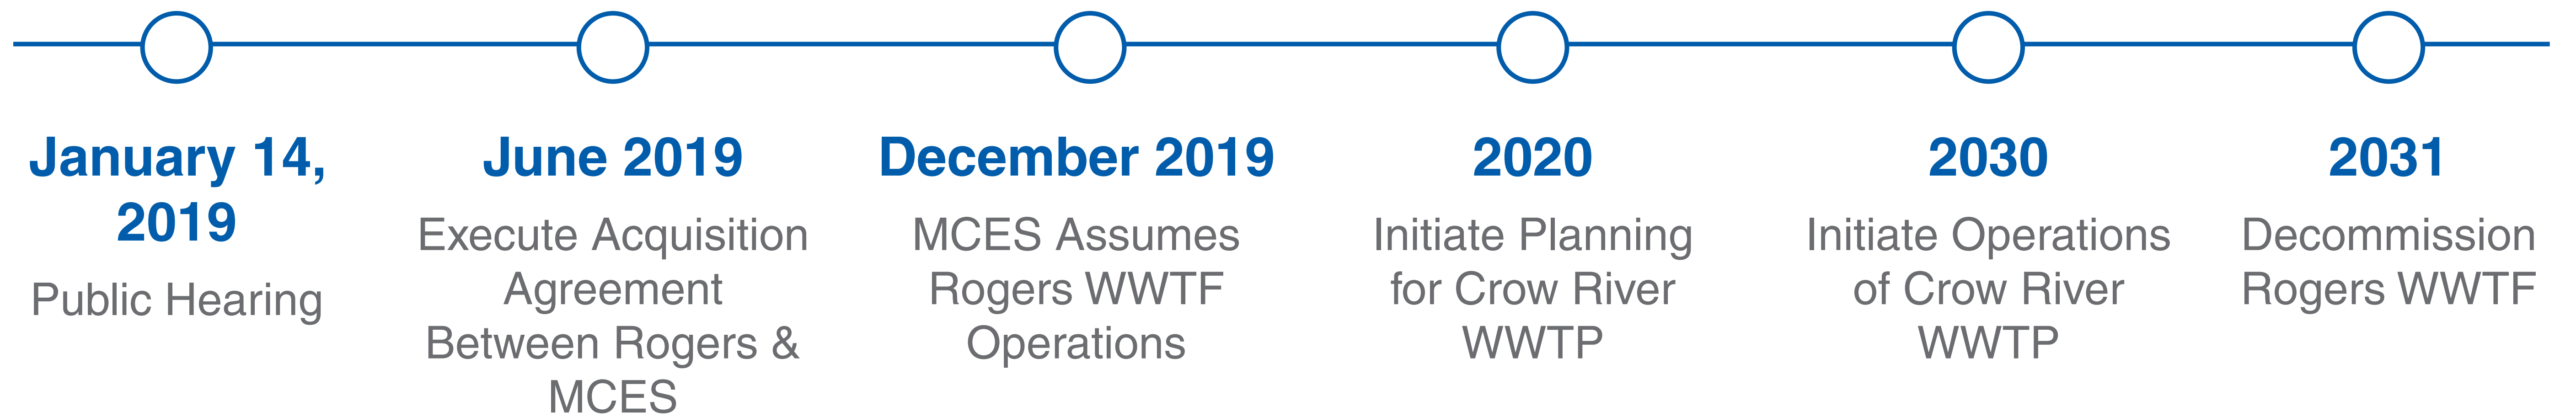 January 14,
2019
Public Hearing
June 2019
Execute Acquisition
Agreement
Between Rogers &
MCES
December 2019
MCES Assumes
Rogers WWTF
Operations
2020
Initiate Planning
for Crow River
WWTP
2030
Initiate Operations
of Crow River
WWTP
2031
Decommission
Rogers WWTF